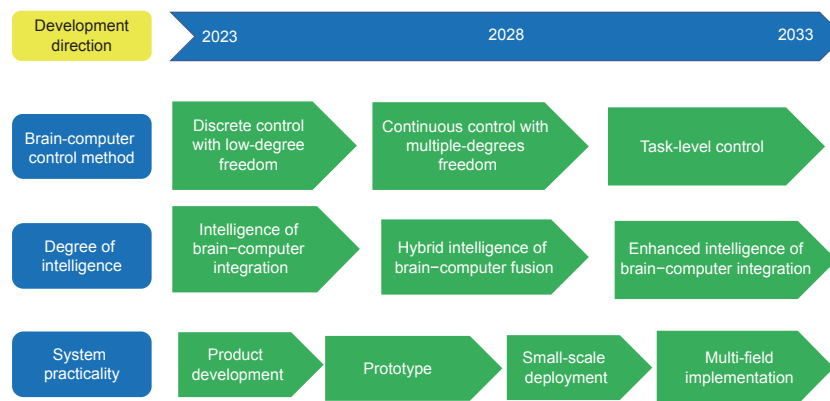 Development
direction
2023
2028
2033
Brain-computer
control method
Discrete control
with low-degree
freedom
Continuous control with
multiple-degrees
freedom
Task-level control
Degree of
intelligence
Intelligence of
brain−computer
integration
Hybrid intelligence of
brain−computer fusion
Enhanced intelligence of
brain−computer integration
System
practicality
Product
development
Prototype
Small-scale
deployment
Multi-field
implementation